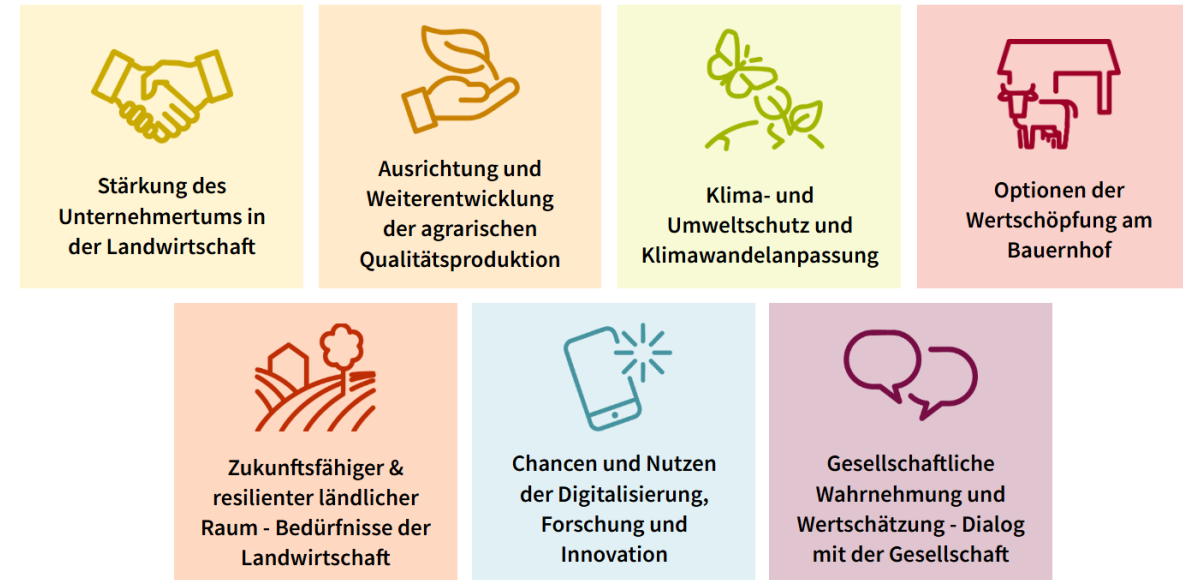 Stärkung des
Unternehmertums in
der Landwirtschaft
Ausrichtung und
Weiterentwicklung
der agrarischen
Qualitätsproduktion
Klima- und
Umweltschutz und
Klimawandelanpassung
Optionen der
Wertschöpfung am
Bauernhof
Zukunftsfähiger &
resilienter ländlicher
Raum - Bedürfnisse der
Landwirtschaft
Chancen und Nutzen
der Digitalisierung,
Forschung und
Innovation
Gesellschaftliche
Wahrnehmung und
Wertschätzung - Dialog
mit der Gesellschaft